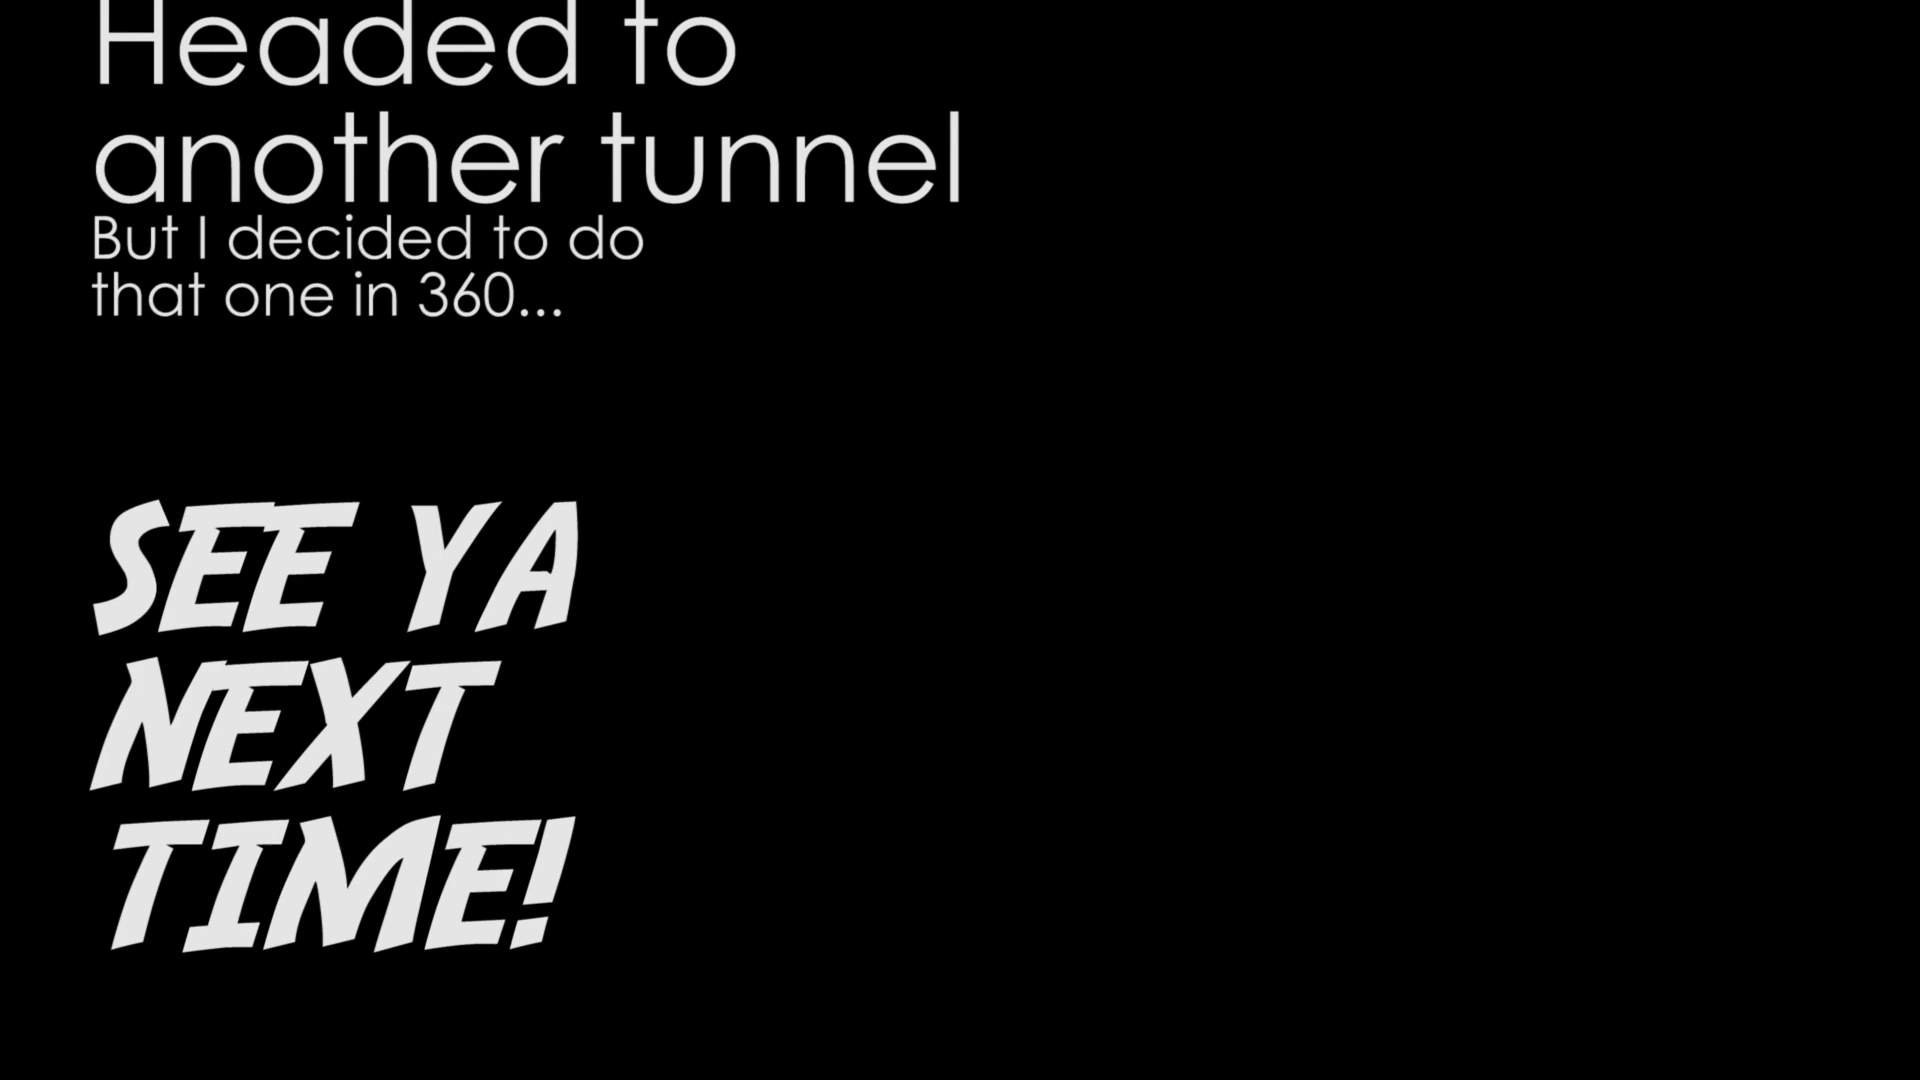 Headed to
another tunnel
But I decided to do
that one in 360...
SEE YA
NEXT
TIME!